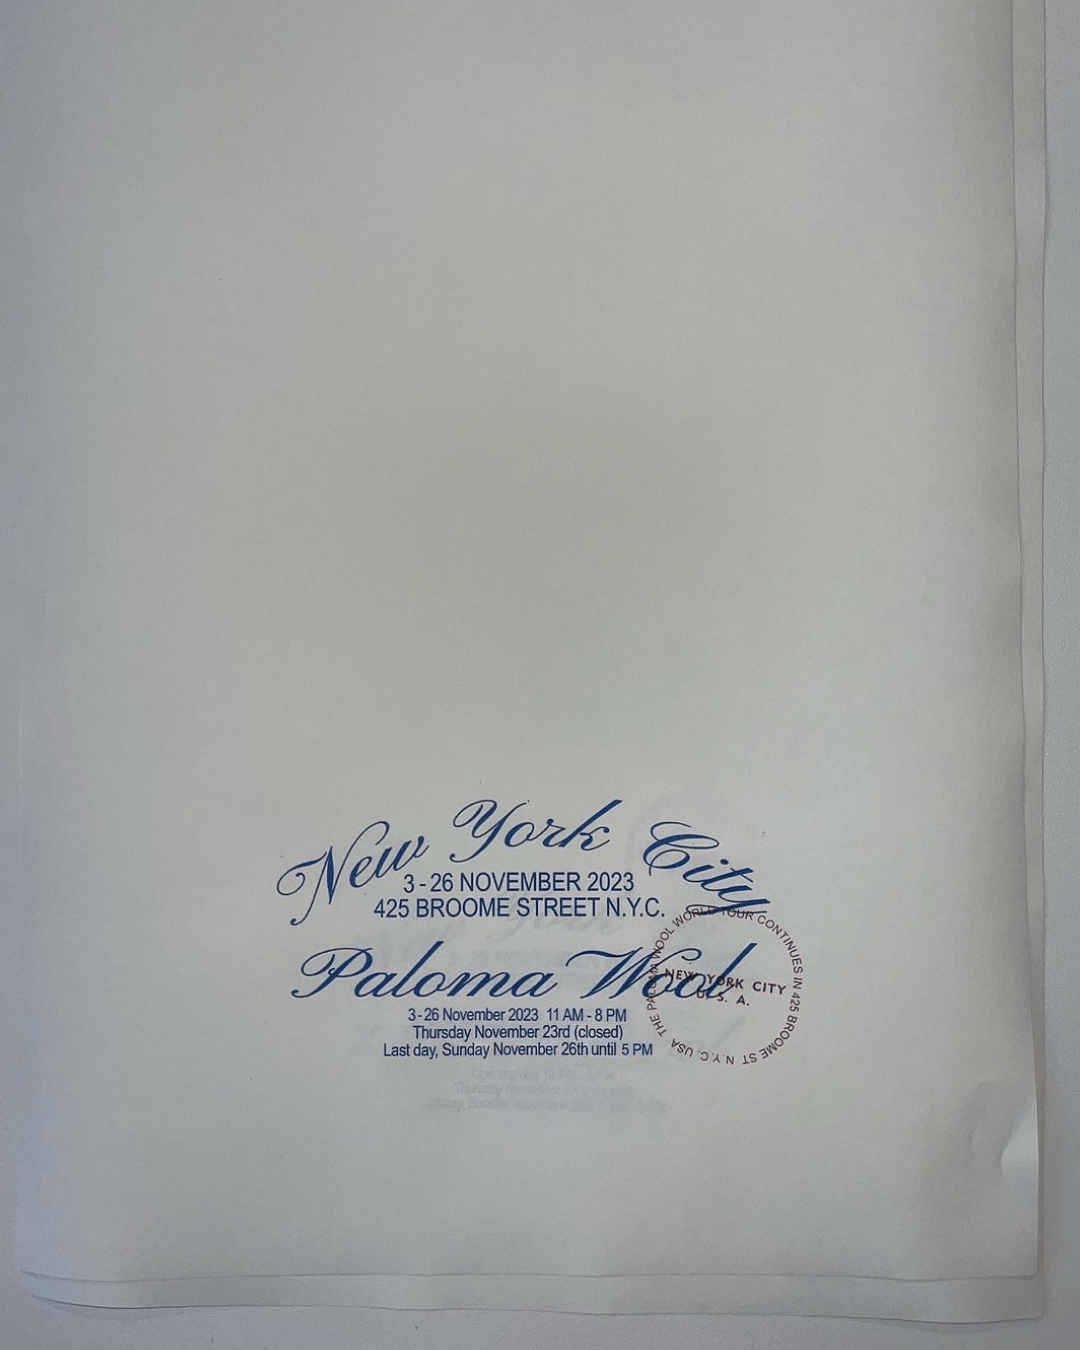 New York City
3 - 26 NOVEMBER 2023
425 BROOME STREET N.Y.C.
Paloma Wool
3 - 26 November 2023 11 AM - 8 PM
Thursday November 23rd (closed)
Last day, Sunday November 26th until 5 PM
THE PALOMA WOOL WORLD TOUR CONTINUES IN 425 BROOME ST N.Y.C. USA
NEW YORK CITY
U. S. A.